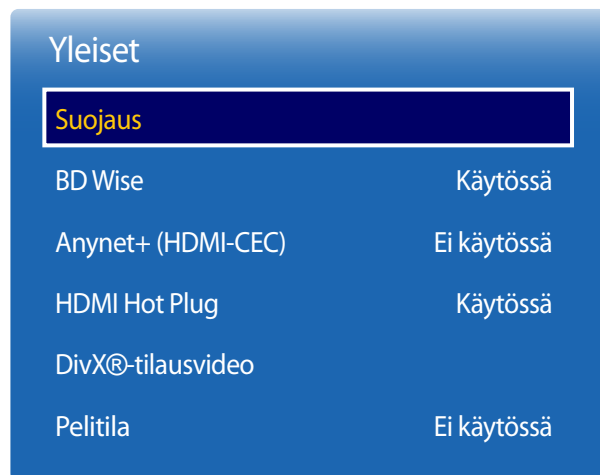 Yleiset
Suojaus
BD Wise Käytössä
Anynet+ (HDMI-CEC) Ei käytössä
HDMI Hot Plug Käytössä
DivX®-tilausvideo
Pelitila Ei käytössä